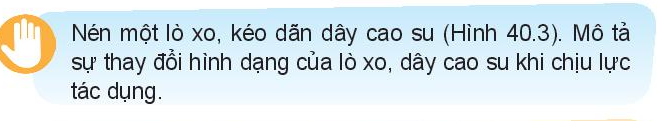 Nén một lò xo, kéo dãn dây cao su (Hình 40.3). Mô tả
sự thay đổi hình dạng của lò xo, dây cao su khi chịu lực
tác dụng.